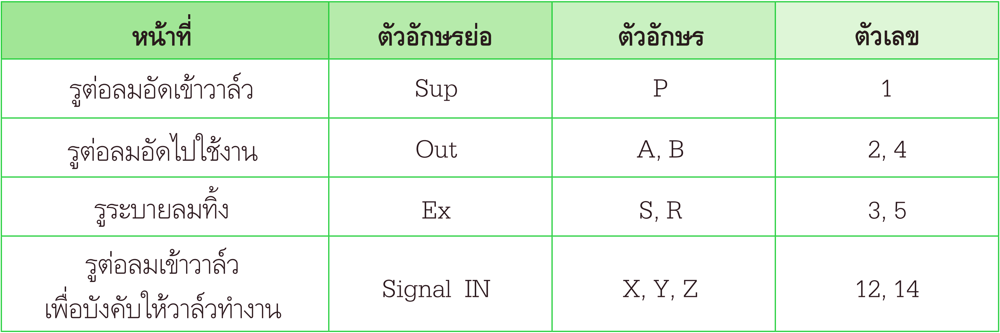 หน้าที่ ตัวอักษรย่อ ตัวอักษร ตัวเลข
รูต่อลมอัดเข้าวาล์ว Sup P 1
รูต่อลมอัดไปใช้งาน Out A, B 2, 4
รูระบายลมทิ้ง Ex S, R 3, 5
รูต่อลมเข้าวาล์ว
เพื่อบังคับให้วาล์วทำงาน Signal IN X, Y, Z 12, 14